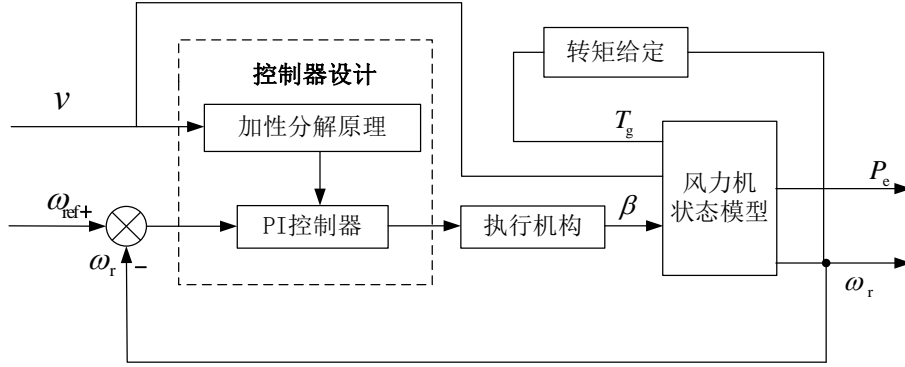 转矩给定
控制器设计
v
加性分解原理
T_g
风力机
状态模型
P_e
ω_ref+
PI控制器
执行机构
β
ω_r
−
ω_r